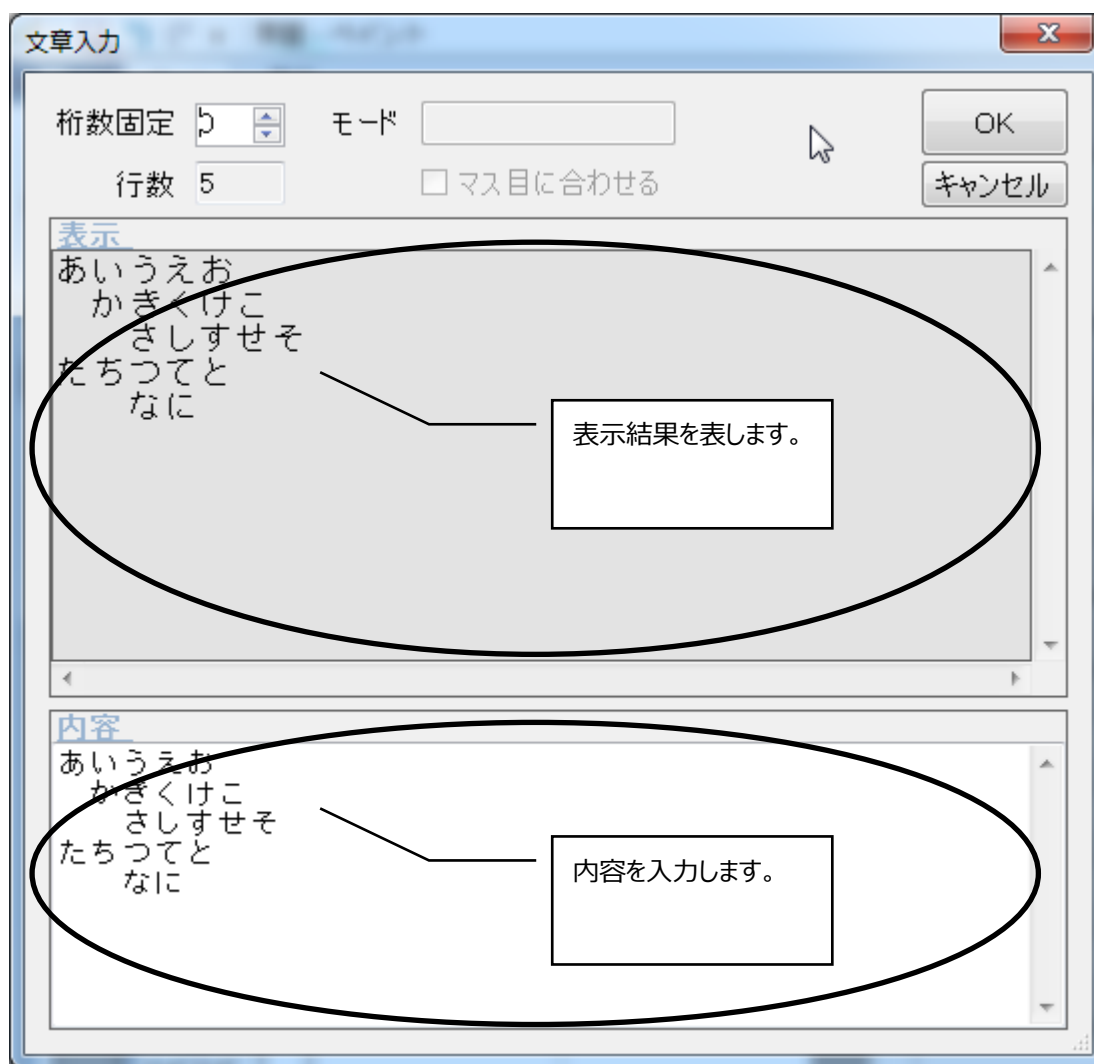 文章入力
桁数固定 モード OK
行数 5 マス目に合わせる キャンセル
表示
あいうえお
　かきくけこ
　　さしすせそ
たちつてと
　　なに
表示結果を表します。
内容
あいうえお
　かきくけこ
　　さしすせそ
たちつてと
　　なに
内容を入力します。